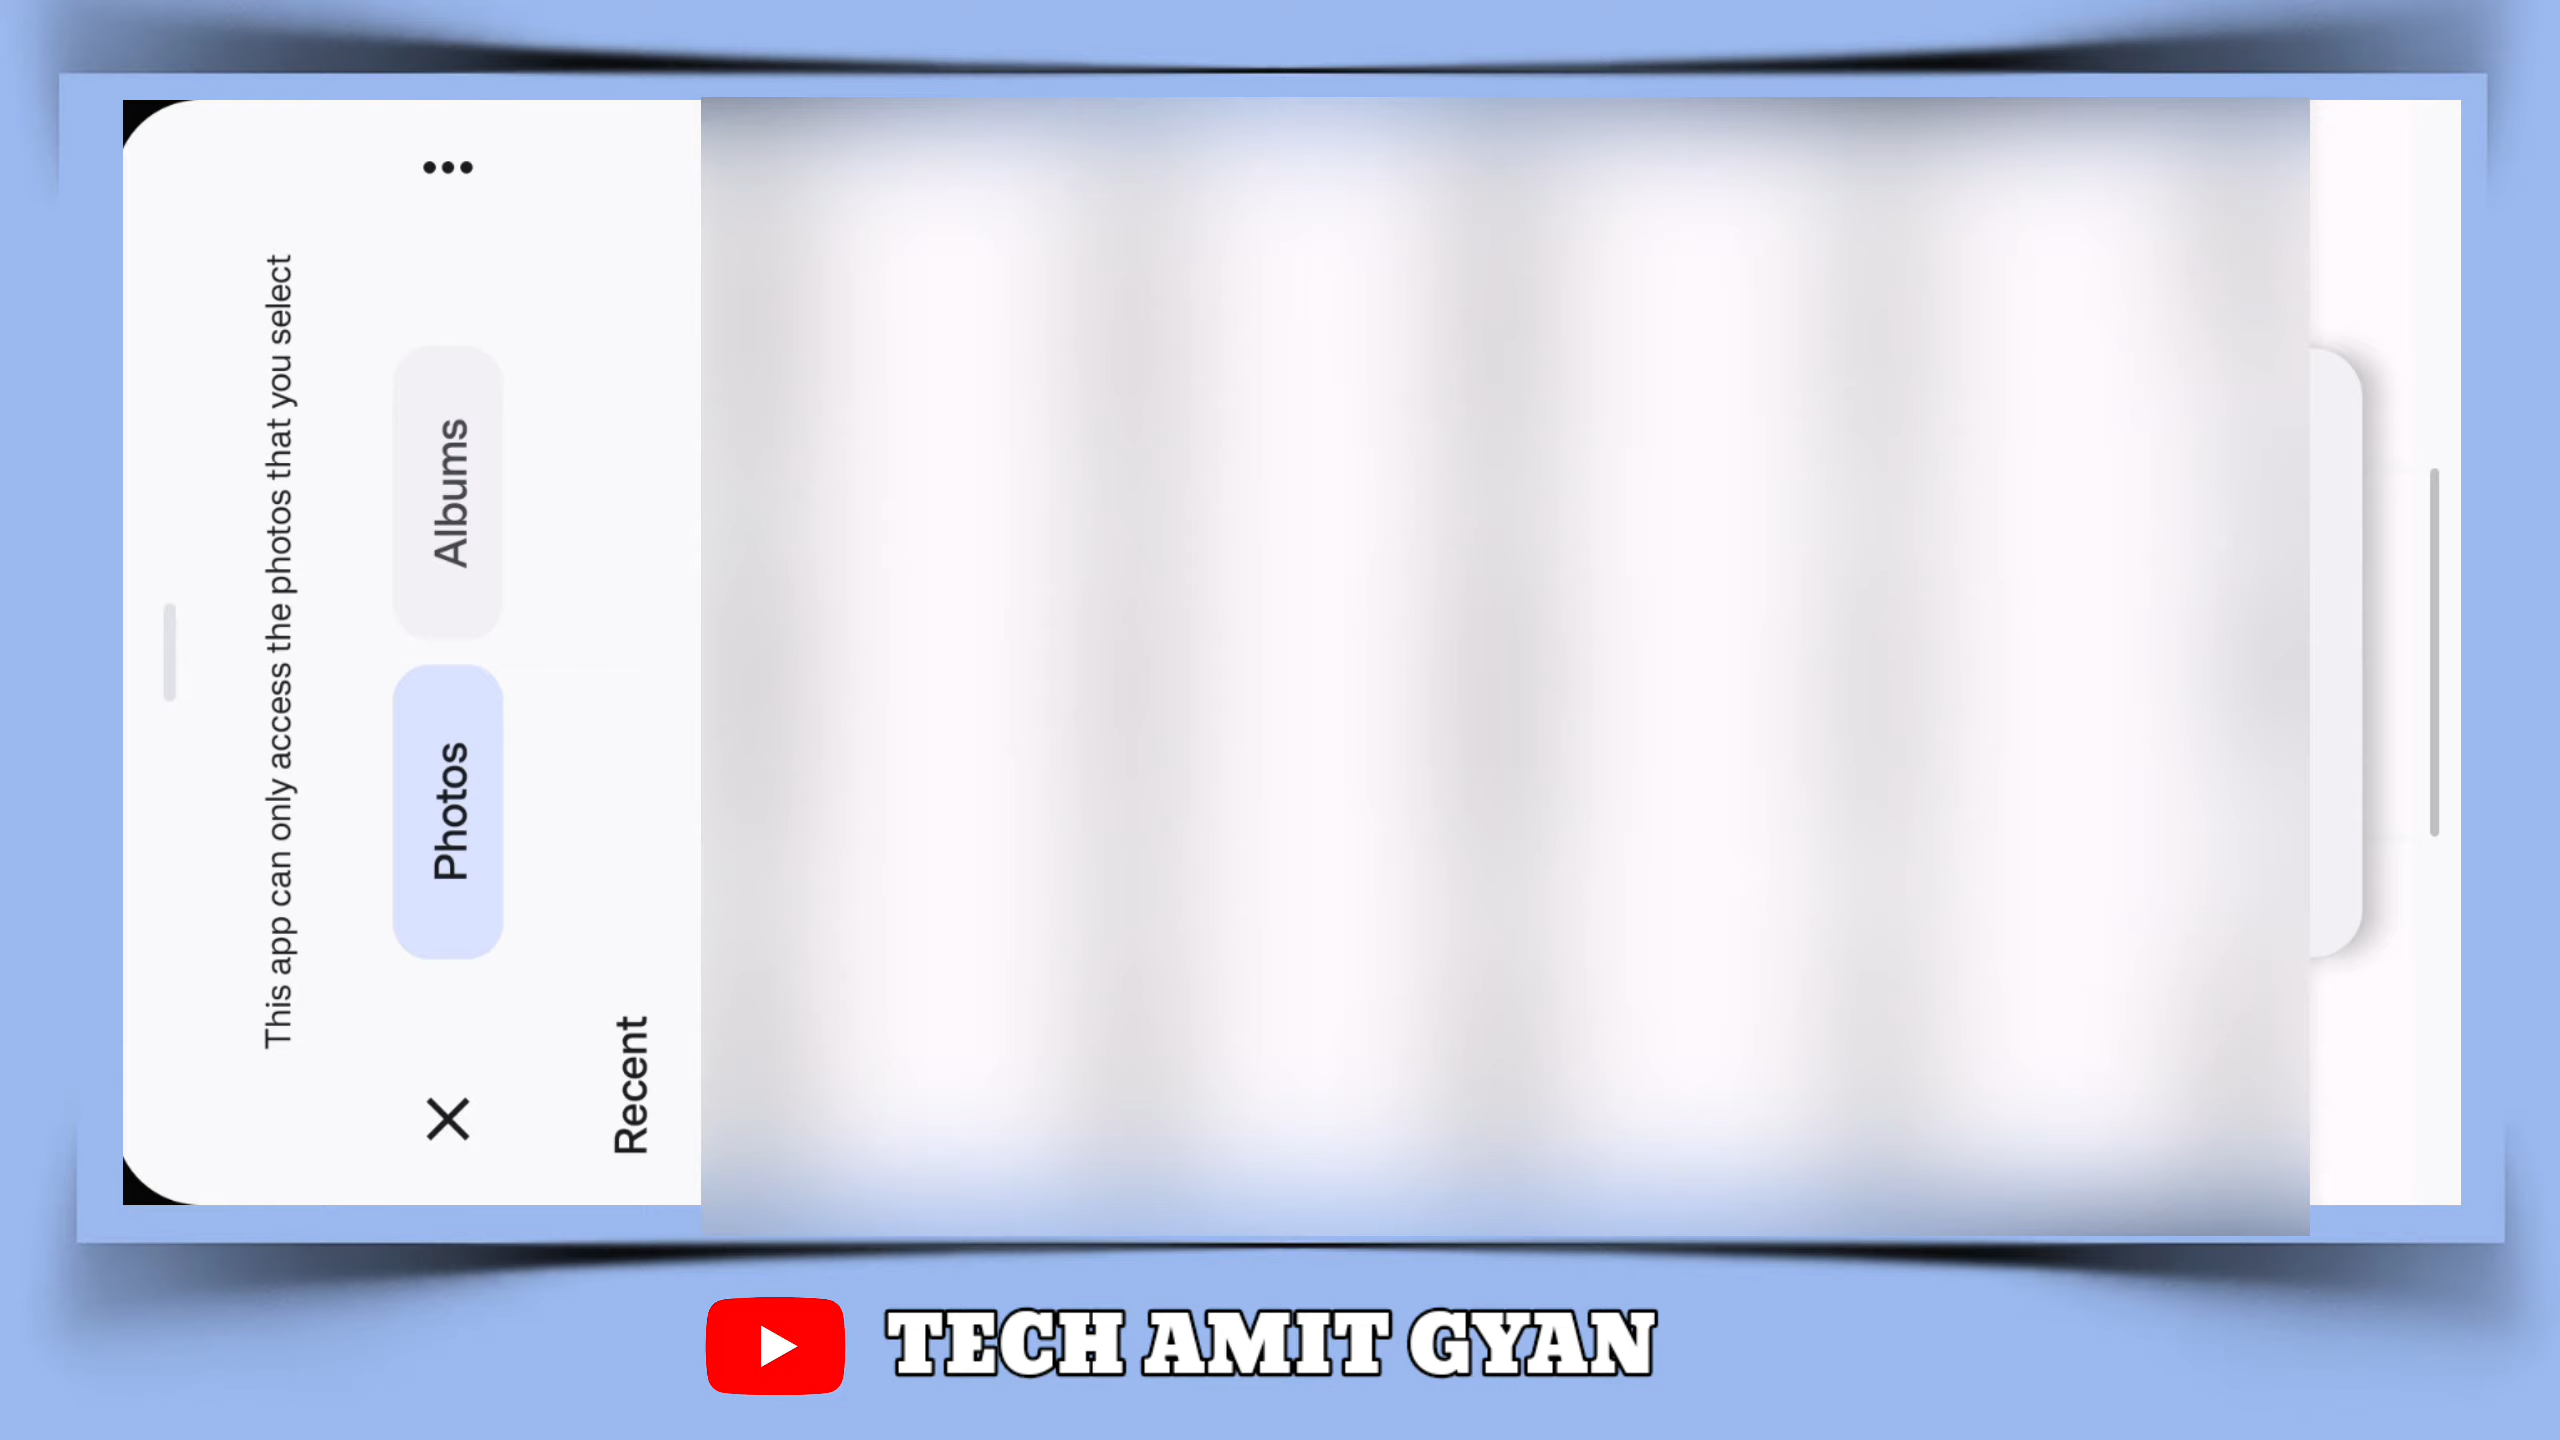 This app can only access the photos that you select
Photos Albums
Recent
TECH AMIT GYAN